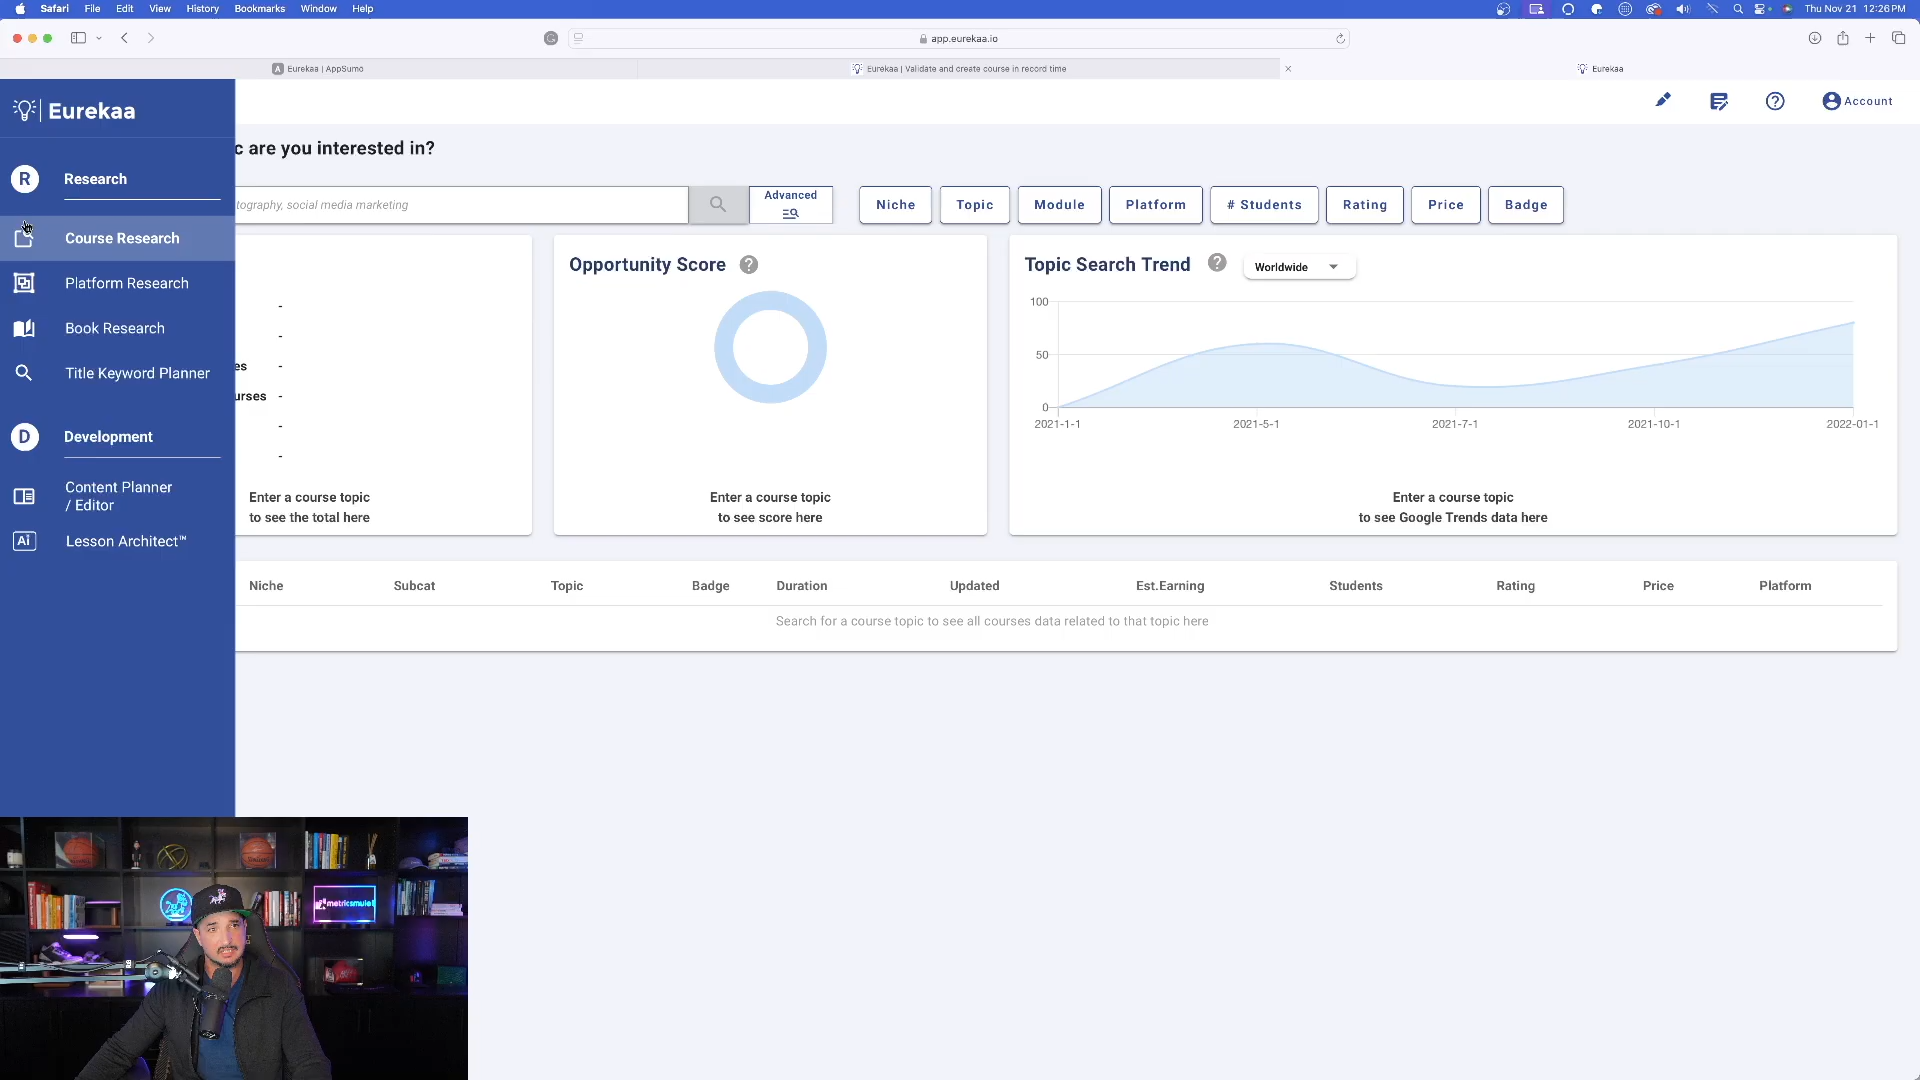 Safari File Edit View History Bookmarks Window Help Thu Nov 21 12:26 PM
app.eurekaa.io
Eurekaa | AppSumo
Eurekaa | Validate and create course in record time
Eurekaa
Eurekaa
Account
c are you interested in?
R Research
tography, social media marketing
Advanced
Niche Topic Module Platform # Students Rating Price Badge
Course Research
Platform Research
Book Research
Title Keyword Planner
D Development
Content Planner
/ Editor
Ai Lesson Architect™
-
-
es -
urses -
-
-
Enter a course topic
to see the total here
Opportunity Score ?
Enter a course topic
to see score here
Topic Search Trend ? Worldwide
100
50
0
2021-1-1 2021-5-1 2021-7-1 2021-10-1 2022-01-1
Enter a course topic
to see Google Trends data here
Niche Subcat Topic Badge Duration Updated Est.Earning Students Rating Price Platform
Search for a course topic to see all courses data related to that topic here
metricsmule